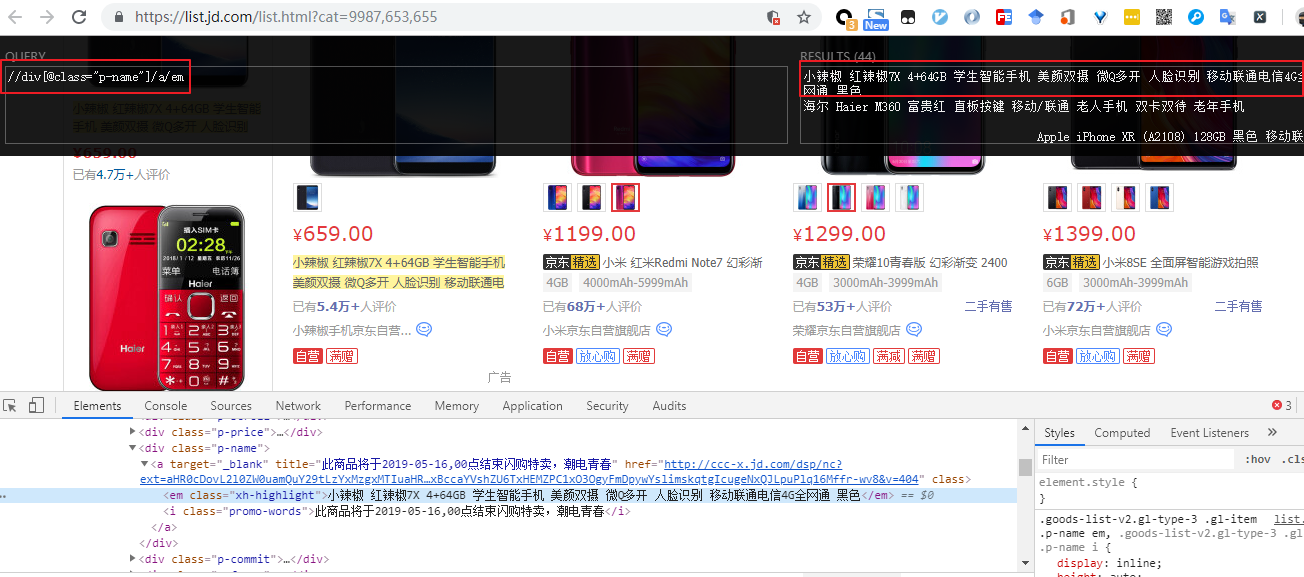 https://list.jd.com/list.html?cat=9987,653,655
3
New
FE
QUERY
RESULTS (44)
//div[@class="p-name"]/a/em
小辣椒 红辣椒7X 4+64GB 学生智能手机 美颜双摄 微Q多开 人脸识别 移动联通电信4G全
网通 黑色
海尔 Haier M360 富贵红 直板按键 移动/联通 老人手机 双卡双待 老年手机
Apple iPhone XR (A2108) 128GB 黑色 移动联
小辣椒 红辣椒7X 4+64GB 学生智能
手机 美颜双摄 微Q多开 人脸识别
¥659.00
已有4.7万+人评价
插入SIM卡
02:28
菜单
电话簿
Haier
确认
返回
Haier
¥659.00
¥1199.00
¥1299.00
¥1399.00
小辣椒 红辣椒7X 4+64GB 学生智能手机
京东精选 小米 红米Redmi Note7 幻彩渐
京东精选 荣耀10青春版 幻彩渐变 2400
京东精选 小米8SE 全面屏智能游戏拍照
美颜双摄 微Q多开 人脸识别 移动联通电
4GB 4000mAh-5999mAh
4GB 3000mAh-3999mAh
6GB 3000mAh-3999mAh
已有5.4万+人评价
已有68万+人评价
已有53万+人评价
二手有售
已有72万+人评价
二手有售
小辣椒手机京东自营...
小米京东自营旗舰店
荣耀京东自营旗舰店
小米京东自营旗舰店
自营 满赠
自营 放心购 满赠
自营 放心购 满减 满赠
自营 放心购 满赠
广告
Elements Console Sources Network Performance Memory Application Security Audits
3
<div class="p-price">…</div>
<div class="p-name">
<a target="_blank" title="此商品将于2019-05-16,00点结束闪购特卖，潮电青春" href="http://ccc-x.jd.com/dsp/nc?
ext=aHR0cDovL2l0ZW0uamQuY29tLzYxMzgxMTIuaHR…xBccaYVshZU6TxHEMZPC1xO3OgyFmDpywYslimskqtgIcugeNxQJLpuPlq16Mffr-wv8&v=404" class>
<em class="xh-highlight">小辣椒 红辣椒7X 4+64GB 学生智能手机 美颜双摄 微Q多开 人脸识别 移动联通电信4G全网通 黑色</em> == $0
<i class="promo-words">此商品将于2019-05-16,00点结束闪购特卖，潮电青春</i>
</a>
</div>
<div class="p-commit">…</div>
Styles Computed Event Listeners »
Filter
:hov .cls
element.style {
}
.goods-list-v2.gl-type-3 .gl-item list.
.p-name em, .goods-list-v2.gl-type-3 .gl
.p-name i {
display: inline;
height: auto;